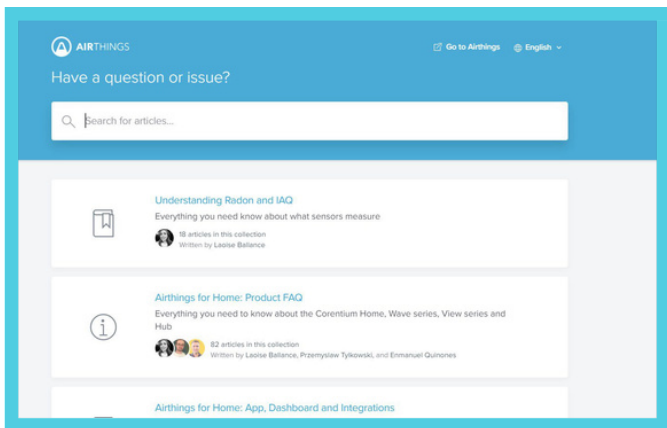 AIRTHINGS
Go to Airthings English
Have a question or issue?
Search for articles...
Understanding Radon and IAQ
Everything you need know about what sensors measure
18 articles in this collection
Written by Laoise Ballance
Airthings for Home: Product FAQ
Everything you need to know about the Corentium Home, Wave series, View series and
Hub
82 articles in this collection
Written by Laoise Ballance, Przemyslaw Tylkowski, and Enmanuel Quinones
Airthings for Home: App, Dashboard and Integrations